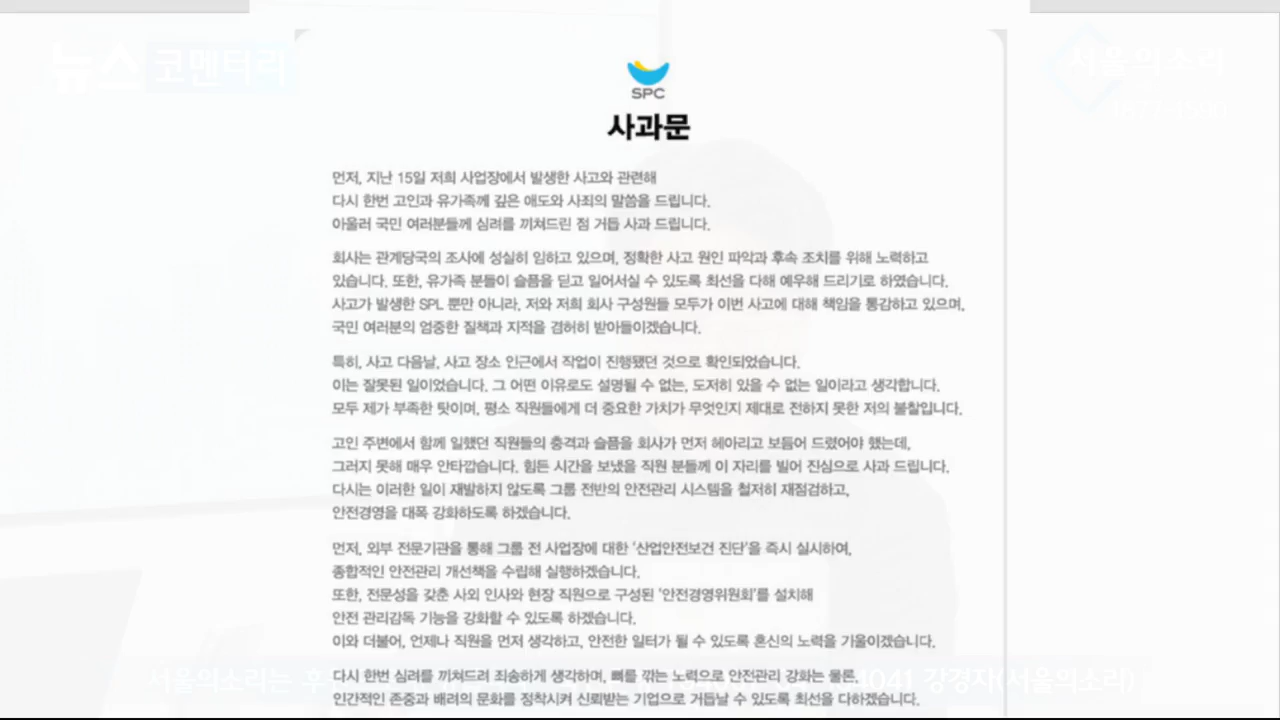 뉴스 코멘터리
서울의소리
SPC
사과문
먼저, 지난 15일 저희 사업장에서 발생한 사고와 관련해
다시 한번 고인과 유가족께 깊은 애도와 사죄의 말씀을 드립니다.
아울러 국민 여러분들께 심려를 끼쳐드린 점 거듭 사과 드립니다.
회사는 관계당국의 조사에 성실히 임하고 있으며, 정확한 사고 원인 파악과 후속 조치를 위해 노력하고
있습니다. 또한, 유가족 분들이 슬픔을 딛고 일어서실 수 있도록 최선을 다해 예우해 드리기로 하였습니다.
사고가 발생한 SPL 뿐만 아니라, 저와 저희 회사 구성원들 모두가 이번 사고에 대해 책임을 통감하고 있으며,
국민 여러분의 엄중한 질책과 지적을 겸허히 받아들이겠습니다.
특히, 사고 다음날, 사고 장소 인근에서 작업이 진행됐던 것으로 확인되었습니다.
이는 잘못된 일이었습니다. 그 어떤 이유로도 설명될 수 없는, 도저히 있을 수 없는 일이라고 생각합니다.
모두 제가 부족한 탓이며, 평소 직원들에게 더 중요한 가치가 무엇인지 제대로 전하지 못한 저의 불찰입니다.
고인 주변에서 함께 일했던 직원들의 충격과 슬픔을 회사가 먼저 헤아리고 보듬어 드렸어야 했는데,
그러지 못해 매우 안타깝습니다. 힘든 시간을 보냈을 직원 분들께 이 자리를 빌어 진심으로 사과 드립니다.
다시는 이러한 일이 재발하지 않도록 그룹 전반의 안전관리 시스템을 철저히 재점검하고,
안전경영을 대폭 강화하도록 하겠습니다.
먼저, 외부 전문기관을 통해 그룹 전 사업장에 대한 '산업안전보건 진단'을 즉시 실시하여,
종합적인 안전관리 개선책을 수립해 실행하겠습니다.
또한, 전문성을 갖춘 사외 인사와 현장 직원으로 구성된 '안전경영위원회'를 설치해
안전 관리감독 기능을 강화할 수 있도록 하겠습니다.
이와 더불어, 언제나 직원을 먼저 생각하고, 안전한 일터가 될 수 있도록 혼신의 노력을 기울이겠습니다.
다시 한번 심려를 끼쳐드려 죄송하게 생각하며, 뼈를 깎는 노력으로 안전관리 강화는 물론,
인간적인 존중과 배려의 문화를 정착시켜 신뢰받는 기업으로 거듭날 수 있도록 최선을 다하겠습니다.
서울의소리는 강경자(서울의소리)